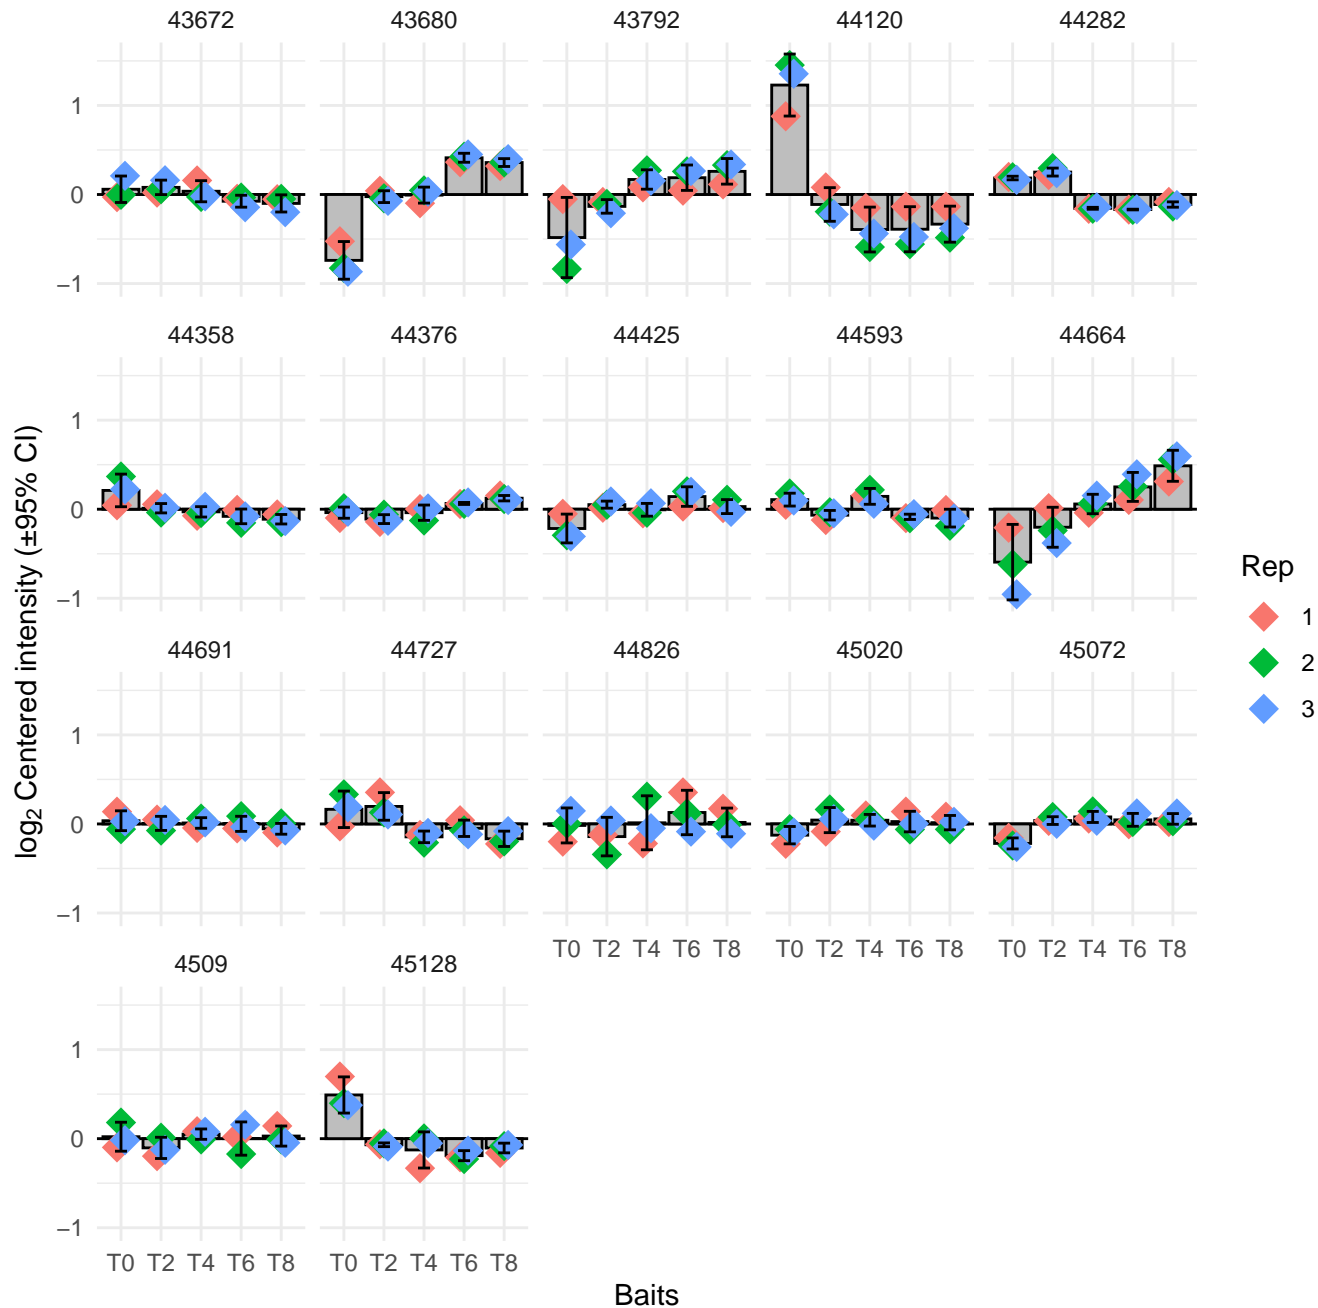 43672 43680 43792 44120 44282
1
0
−1
44358 44376 44425 44593 44664
1
0
−1
44691 44727 44826 45020 45072
1
0
−1
T0 T2 T4 T6 T8 T0 T2 T4 T6 T8 T0 T2 T4 T6 T8
4509 45128
1
0
−1
T0 T2 T4 T6 T8 T0 T2 T4 T6 T8
Baits
log2 Centered intensity (±95% CI)
Rep
1
2
3